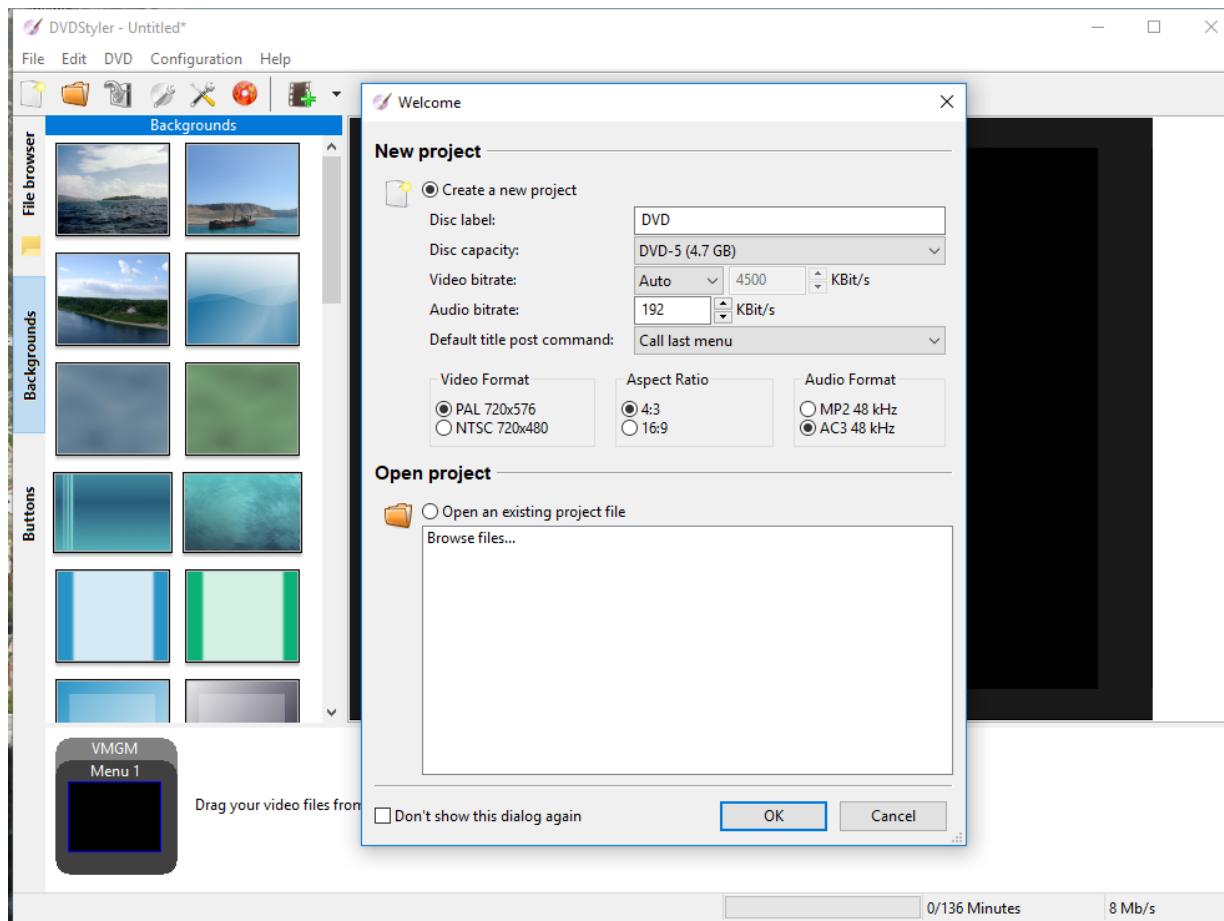 DVDStyler - Untitled*
File Edit DVD Configuration Help
Backgrounds
File browser
Backgrounds
Buttons
Welcome
New project
Create a new project
Disc label: DVD
Disc capacity: DVD-5 (4.7 GB)
Video bitrate: Auto 4500 KBit/s
Audio bitrate: 192 KBit/s
Default title post command: Call last menu
Video Format Aspect Ratio Audio Format
PAL 720x576 4:3 MP2 48 kHz
NTSC 720x480 16:9 AC3 48 kHz
Open project
Open an existing project file
Browse files...
Don't show this dialog again OK Cancel
VMGM
Menu 1
Drag your video files from
0/136 Minutes 8 Mb/s